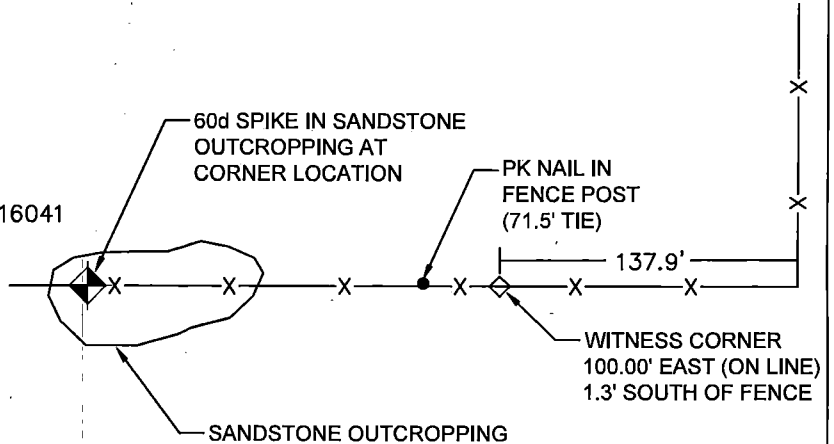 60d SPIKE IN SANDSTONE
OUTCROPPING AT
CORNER LOCATION
PK NAIL IN
FENCE POST
(71.5' TIE)
16041
137.9'
X
X
X
X
X
X
X
X
X
WITNESS CORNER
100.00' EAST (ON LINE)
1.3' SOUTH OF FENCE
SANDSTONE OUTCROPPING